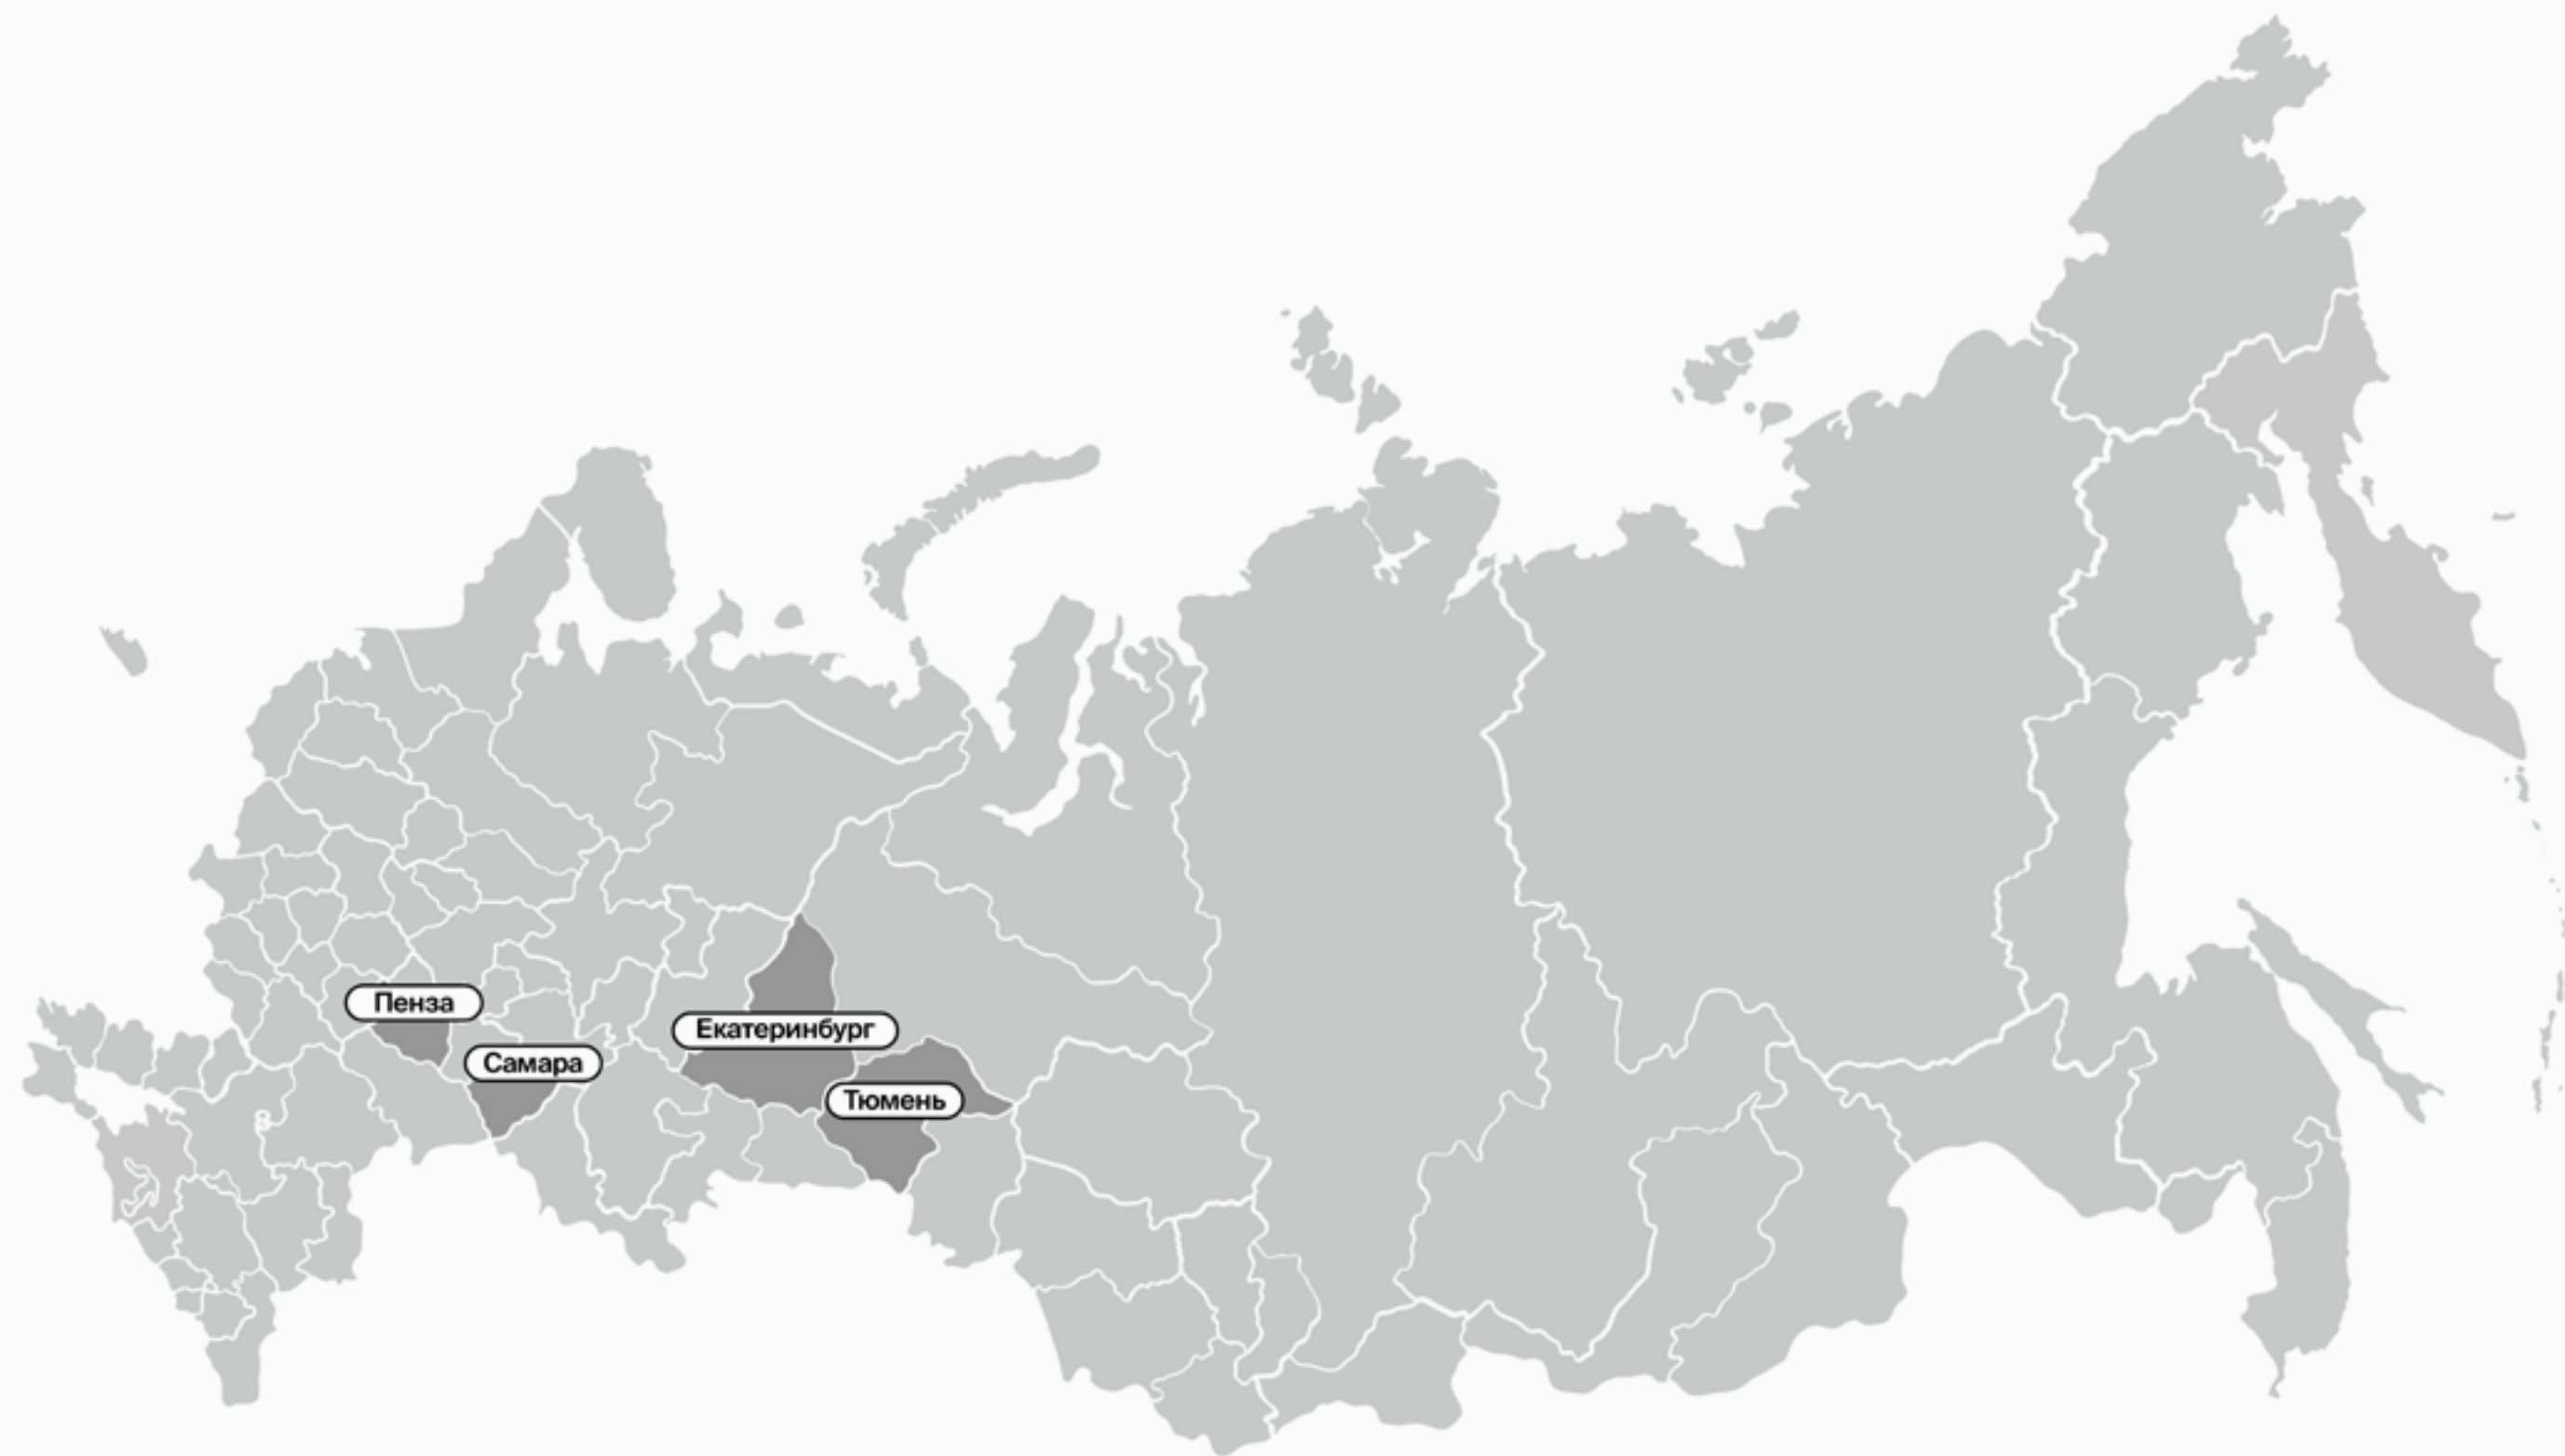 Пенза
Екатеринбург
Самара
Тюмень